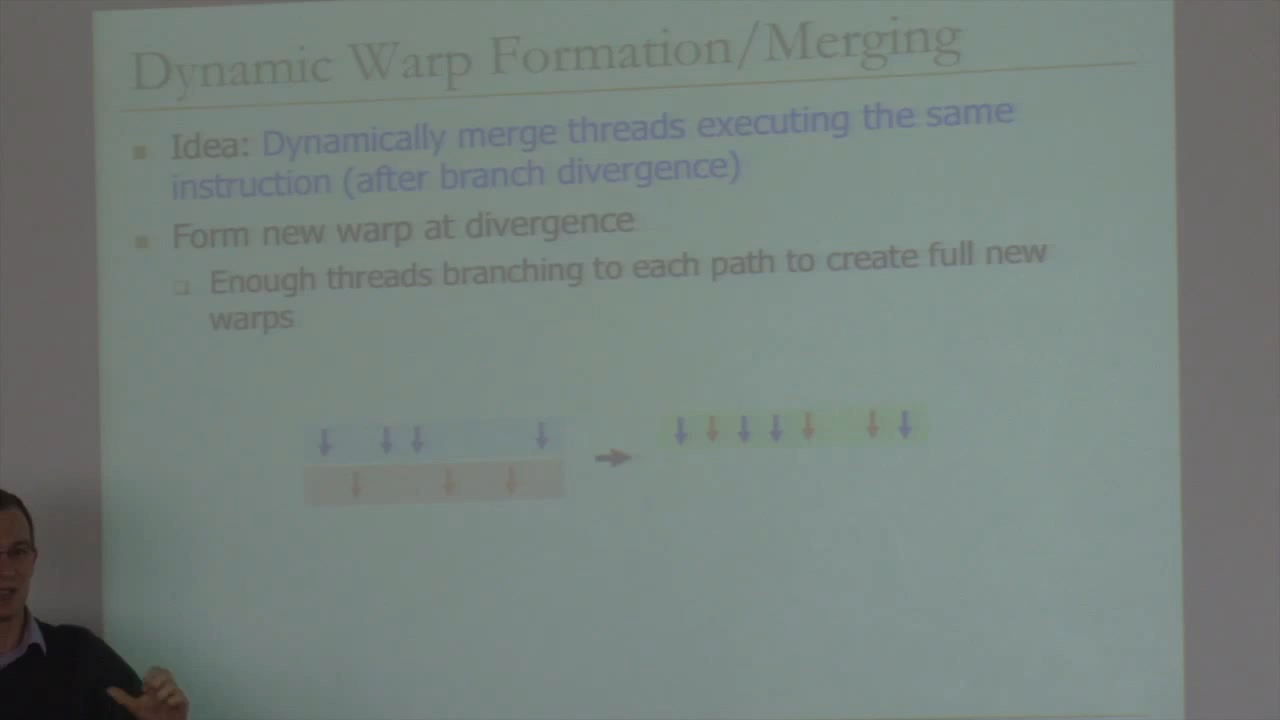 Dynamic Warp Formation/Merging
Idea: Dynamically merge threads executing the same
instruction (after branch divergence)
Form new warp at divergence
Enough threads branching to each path to create full new
warps